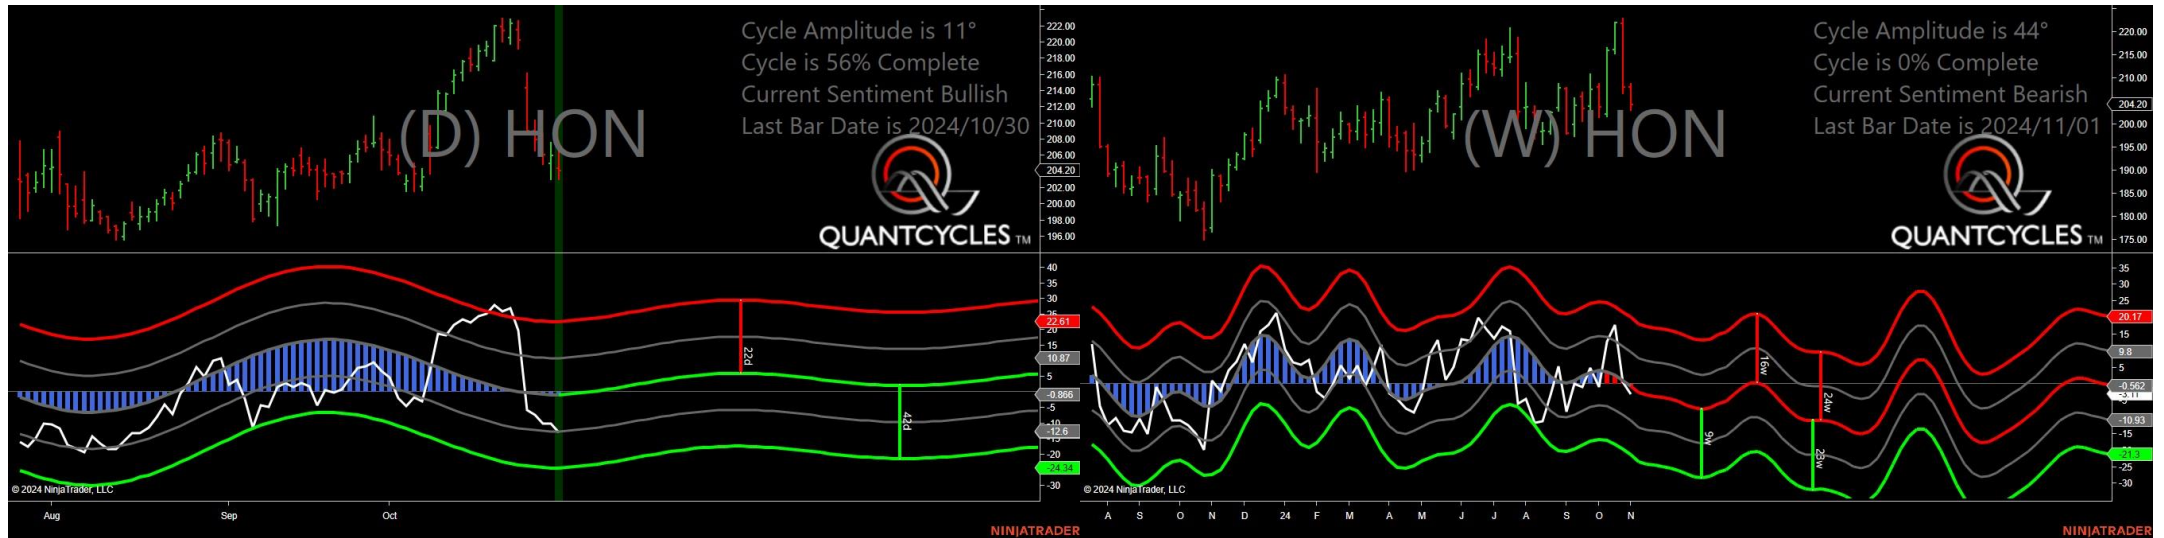 Cycle Amplitude is 11°
Cycle is 56% Complete
Current Sentiment Bullish
Last Bar Date is 2024/10/30
(D) HON
QUANTCYCLES TM
222.00
220.00
218.00
216.00
214.00
212.00
210.00
208.00
206.00
204.20
202.00
200.00
198.00
196.00
40
35
30
25
22.61
15
10.87
5
-0.866
-5
-12.6
-20
-24.34
-30
22d
42d
© 2024 NinjaTrader, LLC
Aug
Sep
Oct
NINJATRADER
Cycle Amplitude is 44°
Cycle is 0% Complete
Current Sentiment Bearish
Last Bar Date is 2024/11/01
(W) HON
QUANTCYCLES TM
220.00
215.00
210.00
204.20
200.00
195.00
190.00
185.00
180.00
175.00
35
30
25
20.17
15
9.8
5
-0.562
-3.11
-10.93
-15
-21.3
-25
-30
16w
24w
9w
23w
© 2024 NinjaTrader, LLC
A S O N D 24 F M A M J J A S O N
NINJATRADER